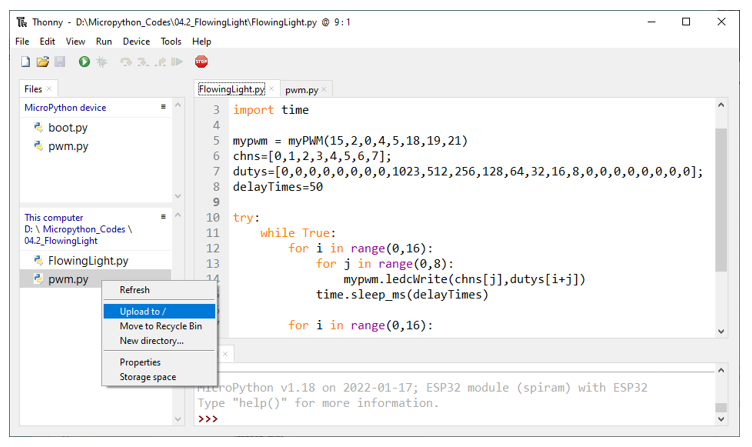 Thonny - D:\Micropython_Codes\04.2_FlowingLight\FlowingLight.py @ 9 : 1
File Edit View Run Device Tools Help
STOP
Files
MicroPython device
boot.py
pwm.py
This computer
D: \ Micropython_Codes \
04.2_FlowingLight
FlowingLight.py
pwm.py
Refresh
Upload to /
Move to Recycle Bin
New directory...
Properties
Storage space
FlowingLight.py pwm.py
3 import time
4
5 mypwm = myPWM(15,2,0,4,5,18,19,21)
6 chns=[0,1,2,3,4,5,6,7];
7 dutys=[0,0,0,0,0,0,0,0,1023,512,256,128,64,32,16,8,0,0,0,0,0,0,0,0];
8 delayTimes=50
9
10 try:
11 while True:
12 for i in range(0,16):
13 for j in range(0,8):
14 mypwm.ledcWrite(chns[j],dutys[i+j])
time.sleep_ms(delayTimes)
for i in range(0,16):
MicroPython v1.18 on 2022-01-17; ESP32 module (spiram) with ESP32
Type "help()" for more information.
>>>